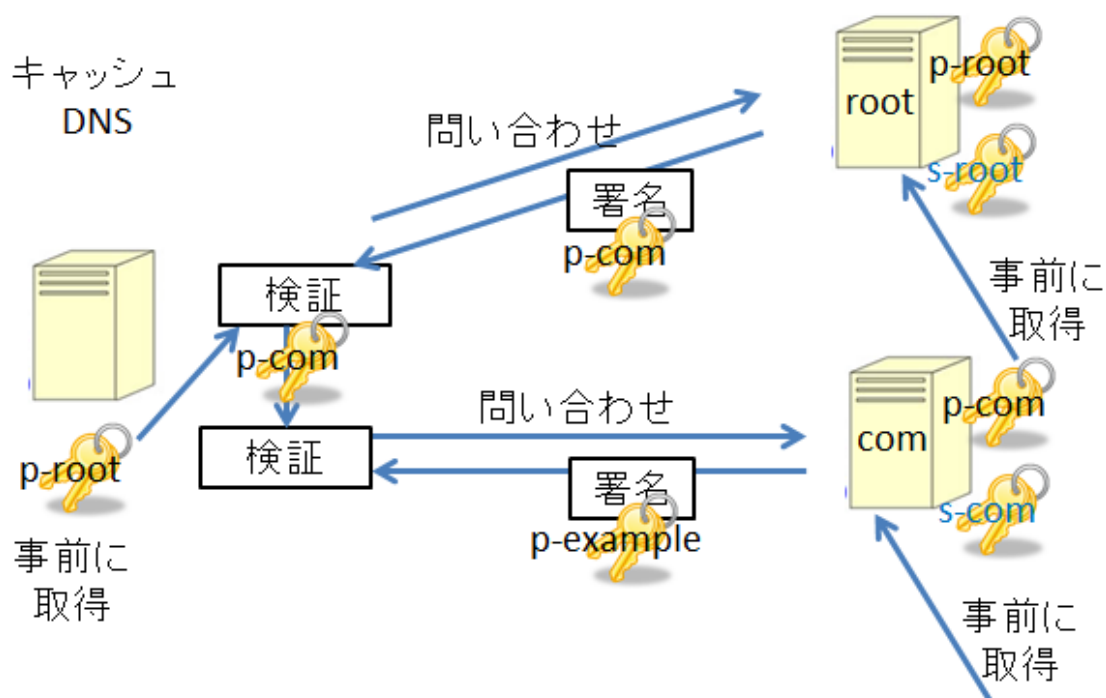 キャッシュ
DNS
問い合わせ
root
p-root
s-root
署名
p-com
検証
p-com
事前に
取得
問い合わせ
com
p-com
s-com
p-root
検証
署名
p-example
事前に
取得
事前に
取得